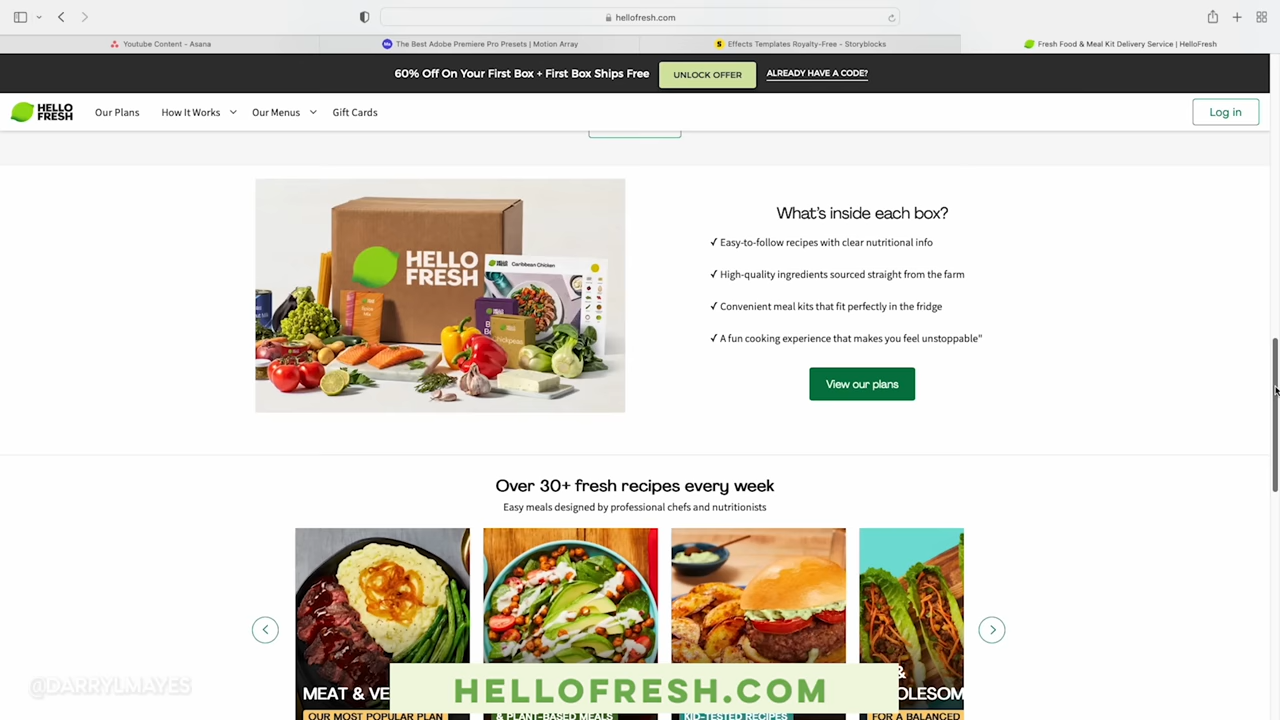 hellofresh.com
Youtube Content - Asana
The Best Adobe Premiere Pro Presets | Motion Array
Effects Templates Royalty-Free - Storyblocks
Fresh Food & Meal Kit Delivery Service | HelloFresh
60% Off On Your First Box + First Box Ships Free
UNLOCK OFFER
ALREADY HAVE A CODE?
HELLO
FRESH
Our Plans
How It Works
Our Menus
Gift Cards
Log in
HELLO
FRESH
Caribbean Chicken
What's inside each box?
✓ Easy-to-follow recipes with clear nutritional info
✓ High-quality ingredients sourced straight from the farm
✓ Convenient meal kits that fit perfectly in the fridge
✓ A fun cooking experience that makes you feel unstoppable"
View our plans
Over 30+ fresh recipes every week
Easy meals designed by professional chefs and nutritionists
MEAT & VE
OUR MOST POPULAR PLAN
& PLANT-BASED MEALS
KID-TESTED RECIPES
&
OLESOM
FOR A BALANCED
@DARRYLMAYES
HELLOFRESH.COM